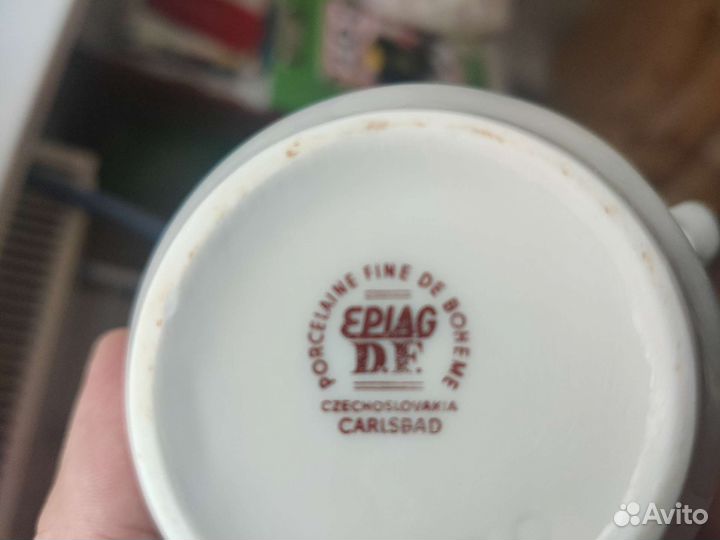 PORCELAINE FINE DE BOHEME
EPIAG
D.F.
CZECHOSLOVAKIA
CARLSBAD
Avito